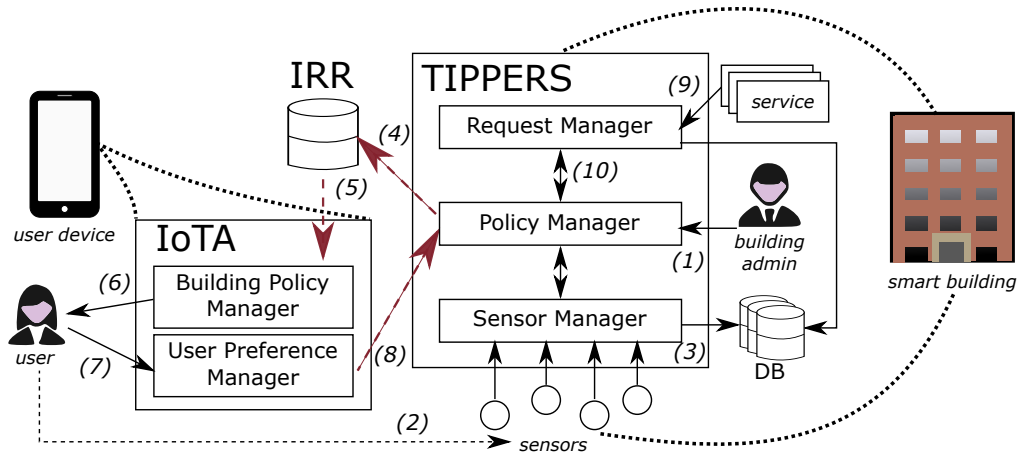 IRR
TIPPERS
(9)
service
Request Manager
(4)
(10)
(5)
user device
IoTA
Policy Manager
building
admin
(1)
smart building
(6)
Building Policy
Manager
Sensor Manager
user
(7)
User Preference
Manager
(8)
(3)
DB
(2)
sensors